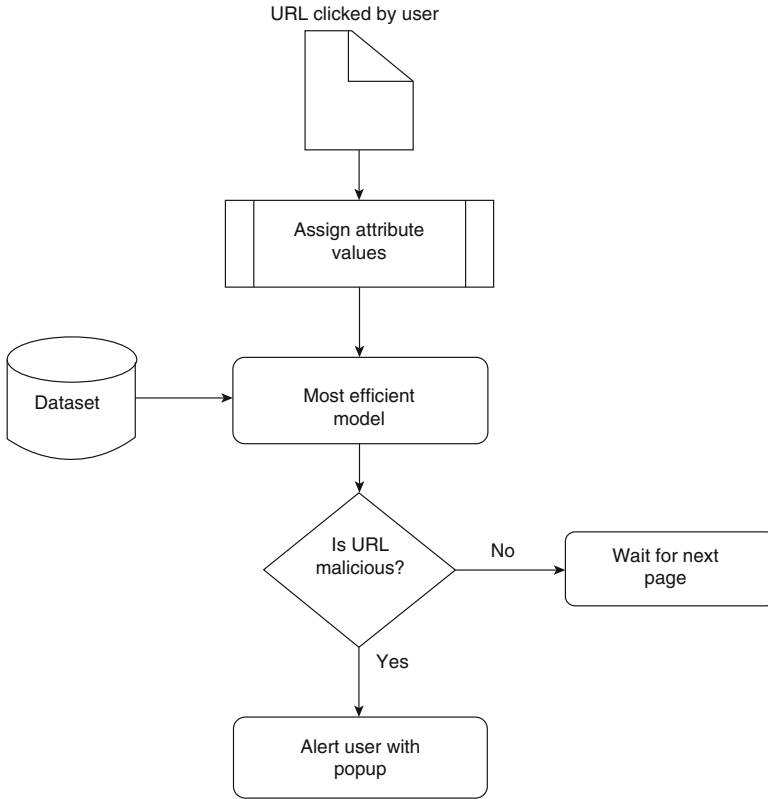 URL clicked by user
Assign attribute
values
Dataset
Most efficient
model
Is URL
malicious?
No
Wait for next
page
Yes
Alert user with
popup